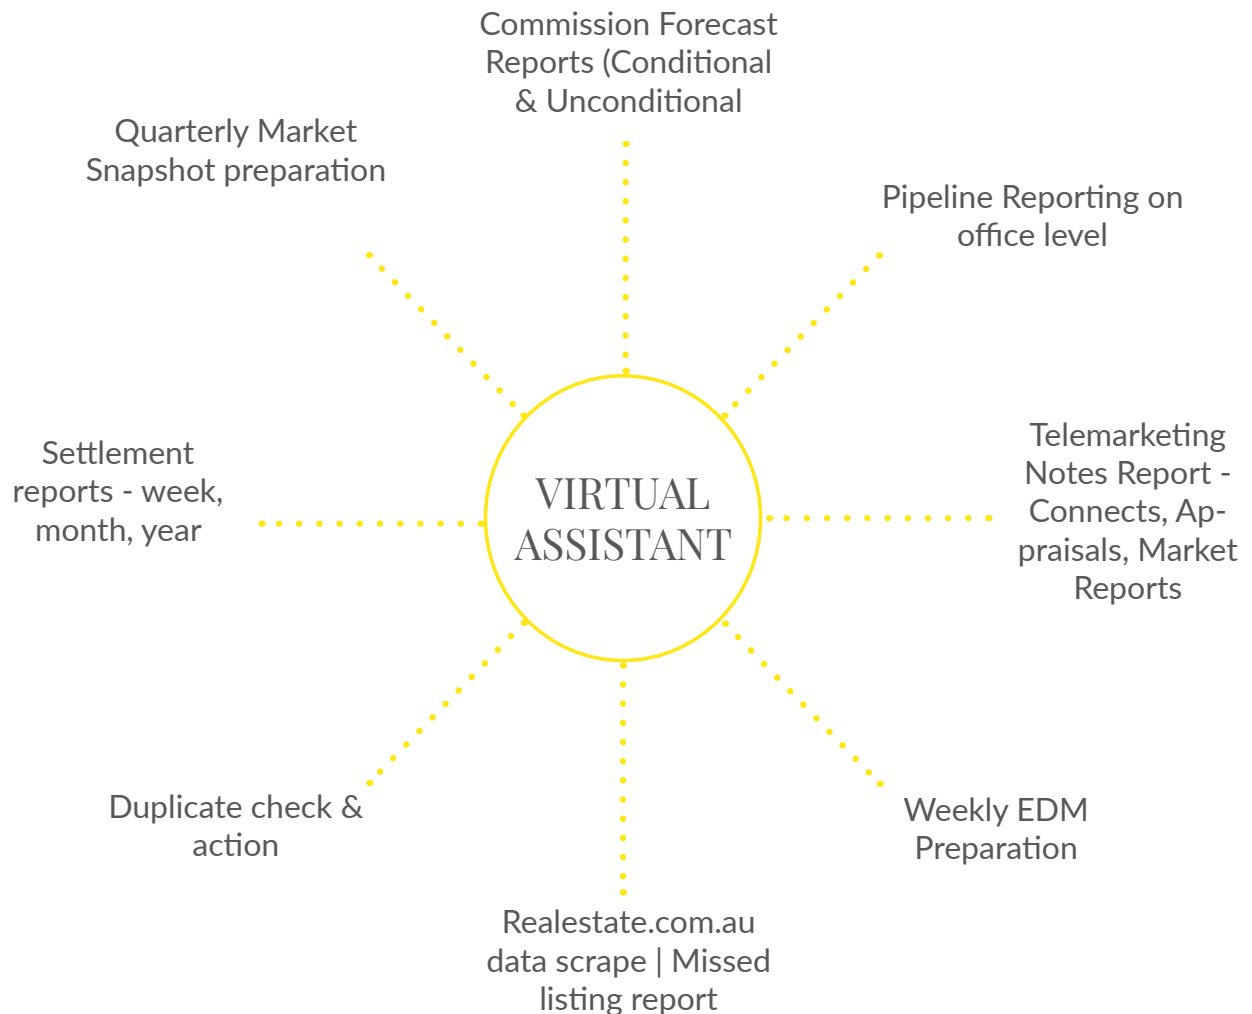 Commission Forecast
Reports (Conditional
& Unconditional
Quarterly Market
Snapshot preparation
Pipeline Reporting on
office level
Settlement
reports - week,
month, year
VIRTUAL
ASSISTANT
Telemarketing
Notes Report -
Connects, Ap-
praisals, Market
Reports
Duplicate check &
action
Weekly EDM
Preparation
Realestate.com.au
data scrape | Missed
listing report